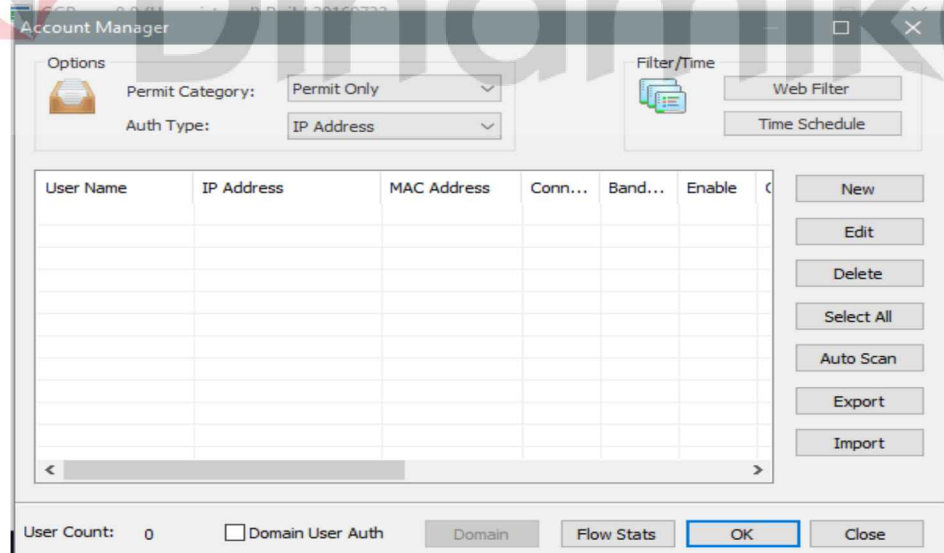 Dinamik
Account Manager
Options
Permit Category:
Permit Only
Auth Type:
IP Address
Filter/Time
Web Filter
Time Schedule
User Name IP Address MAC Address Conn... Band... Enable
New
Edit
Delete
Select All
Auto Scan
Export
Import
User Count: 0
Domain User Auth
Domain
Flow Stats
OK
Close